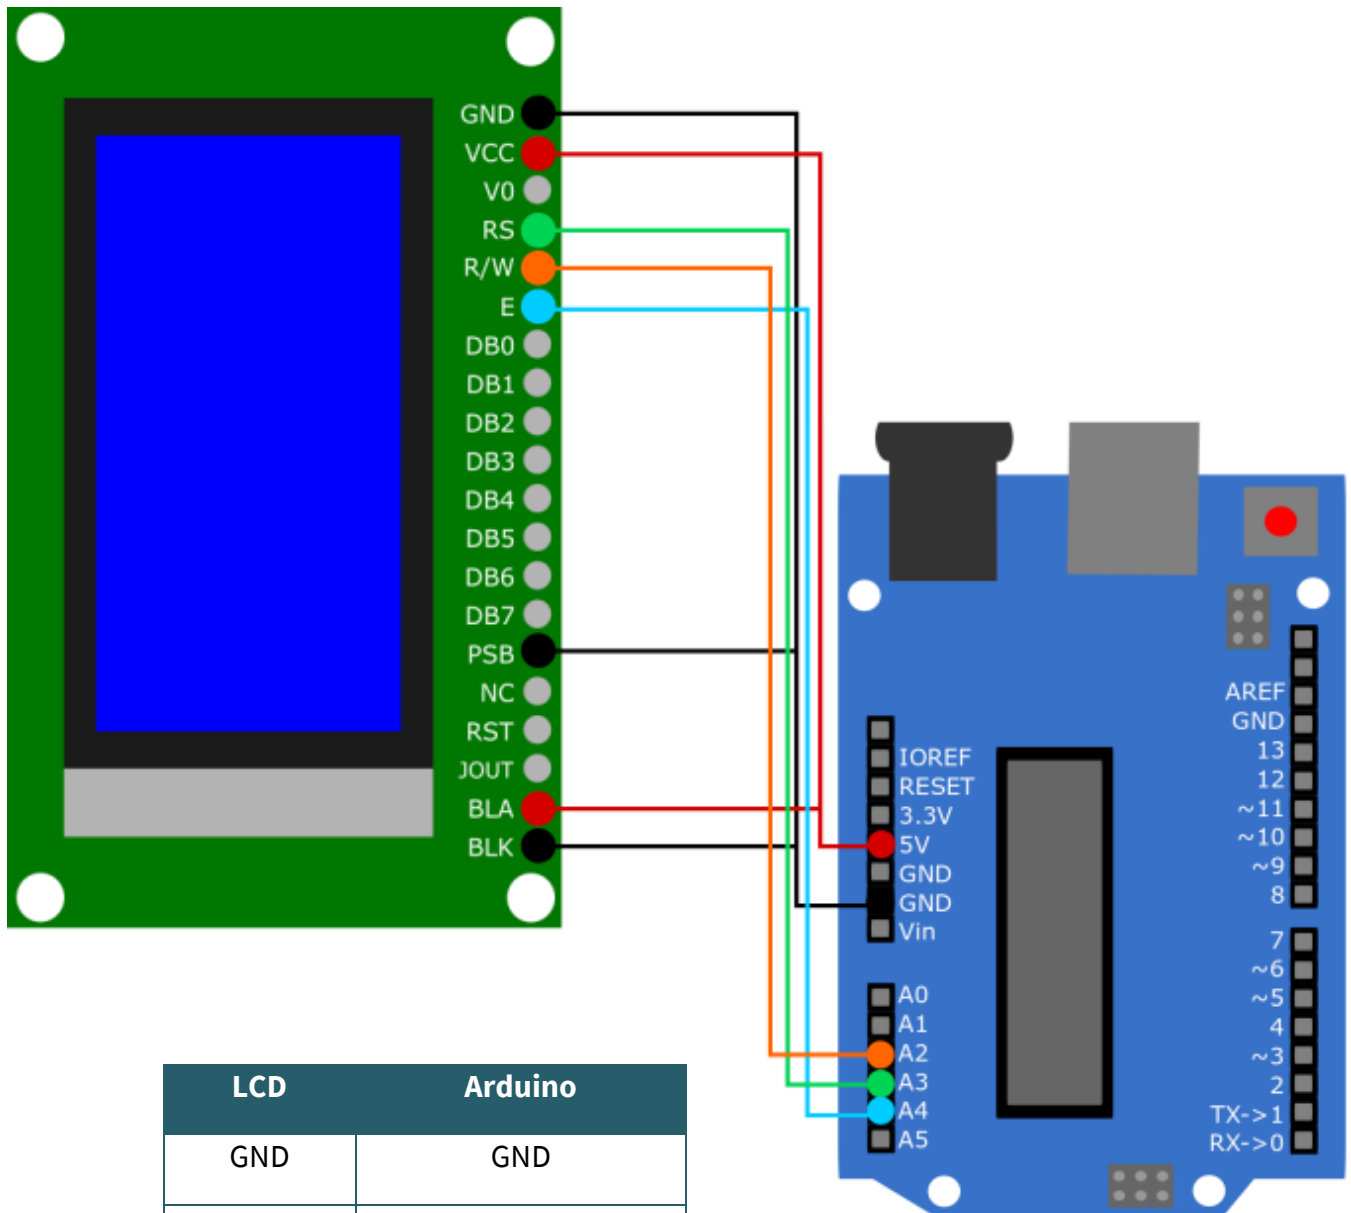 GND
VCC
V0
RS
R/W
E
DB0
DB1
DB2
DB3
DB4
DB5
DB6
DB7
PSB
NC
RST
JOUT
BLA
BLK
IOREF
RESET
3.3V
5V
GND
GND
Vin
A0
A1
A2
A3
A4
A5
AREF
GND
13
12
~11
~10
~9
8
7
~6
~5
4
~3
2
TX->1
RX->0
LCD Arduino
GND GND